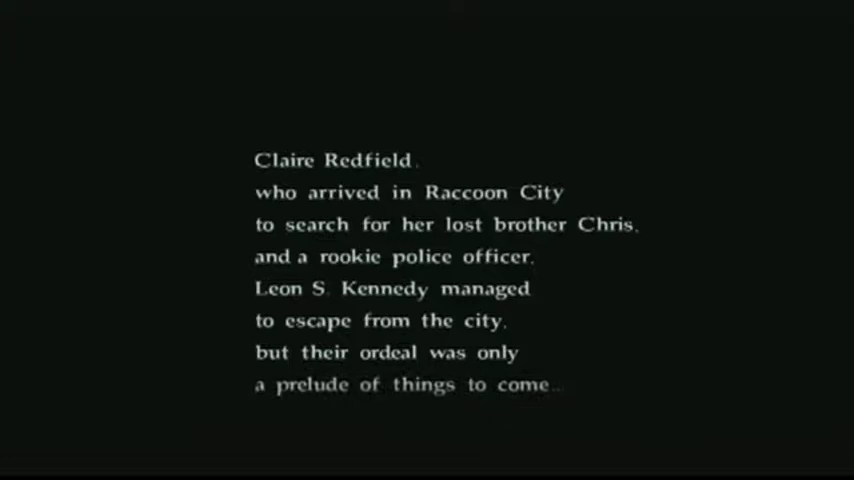 Claire Redfield,
who arrived in Raccoon City
to search for her lost brother Chris,
and a rookie police officer,
Leon S. Kennedy managed
to escape from the city,
but their ordeal was only
a prelude of things to come...